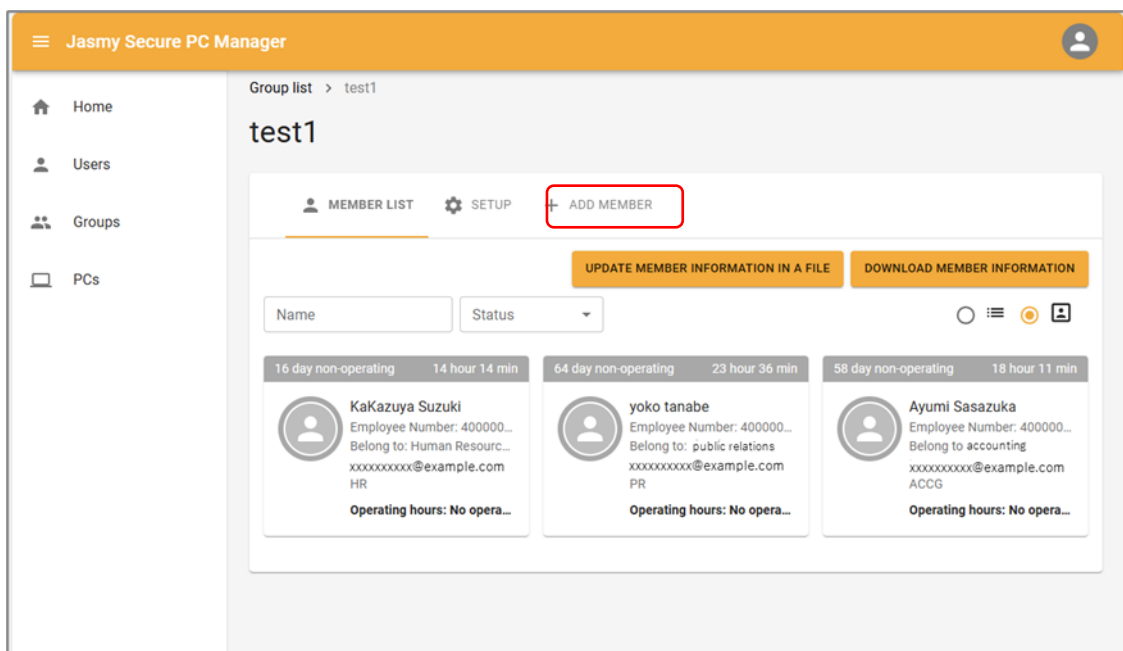 Jasmy Secure PC Manager
Group list > test1
Home
test1
Users
Groups
PCs
MEMBER LIST SETUP + ADD MEMBER
UPDATE MEMBER INFORMATION IN A FILE DOWNLOAD MEMBER INFORMATION
Name Status
16 day non-operating 14 hour 14 min
KaKazuya Suzuki
Employee Number: 400000...
Belong to: Human Resourc...
xxxxxxxxxx@example.com
HR
Operating hours: No opera...
64 day non-operating 23 hour 36 min
yoko tanabe
Employee Number: 400000...
Belong to: public relations
xxxxxxxxxx@example.com
PR
Operating hours: No opera...
58 day non-operating 18 hour 11 min
Ayumi Sasazuka
Employee Number: 400000...
Belong to accounting
xxxxxxxxxx@example.com
ACCG
Operating hours: No opera...